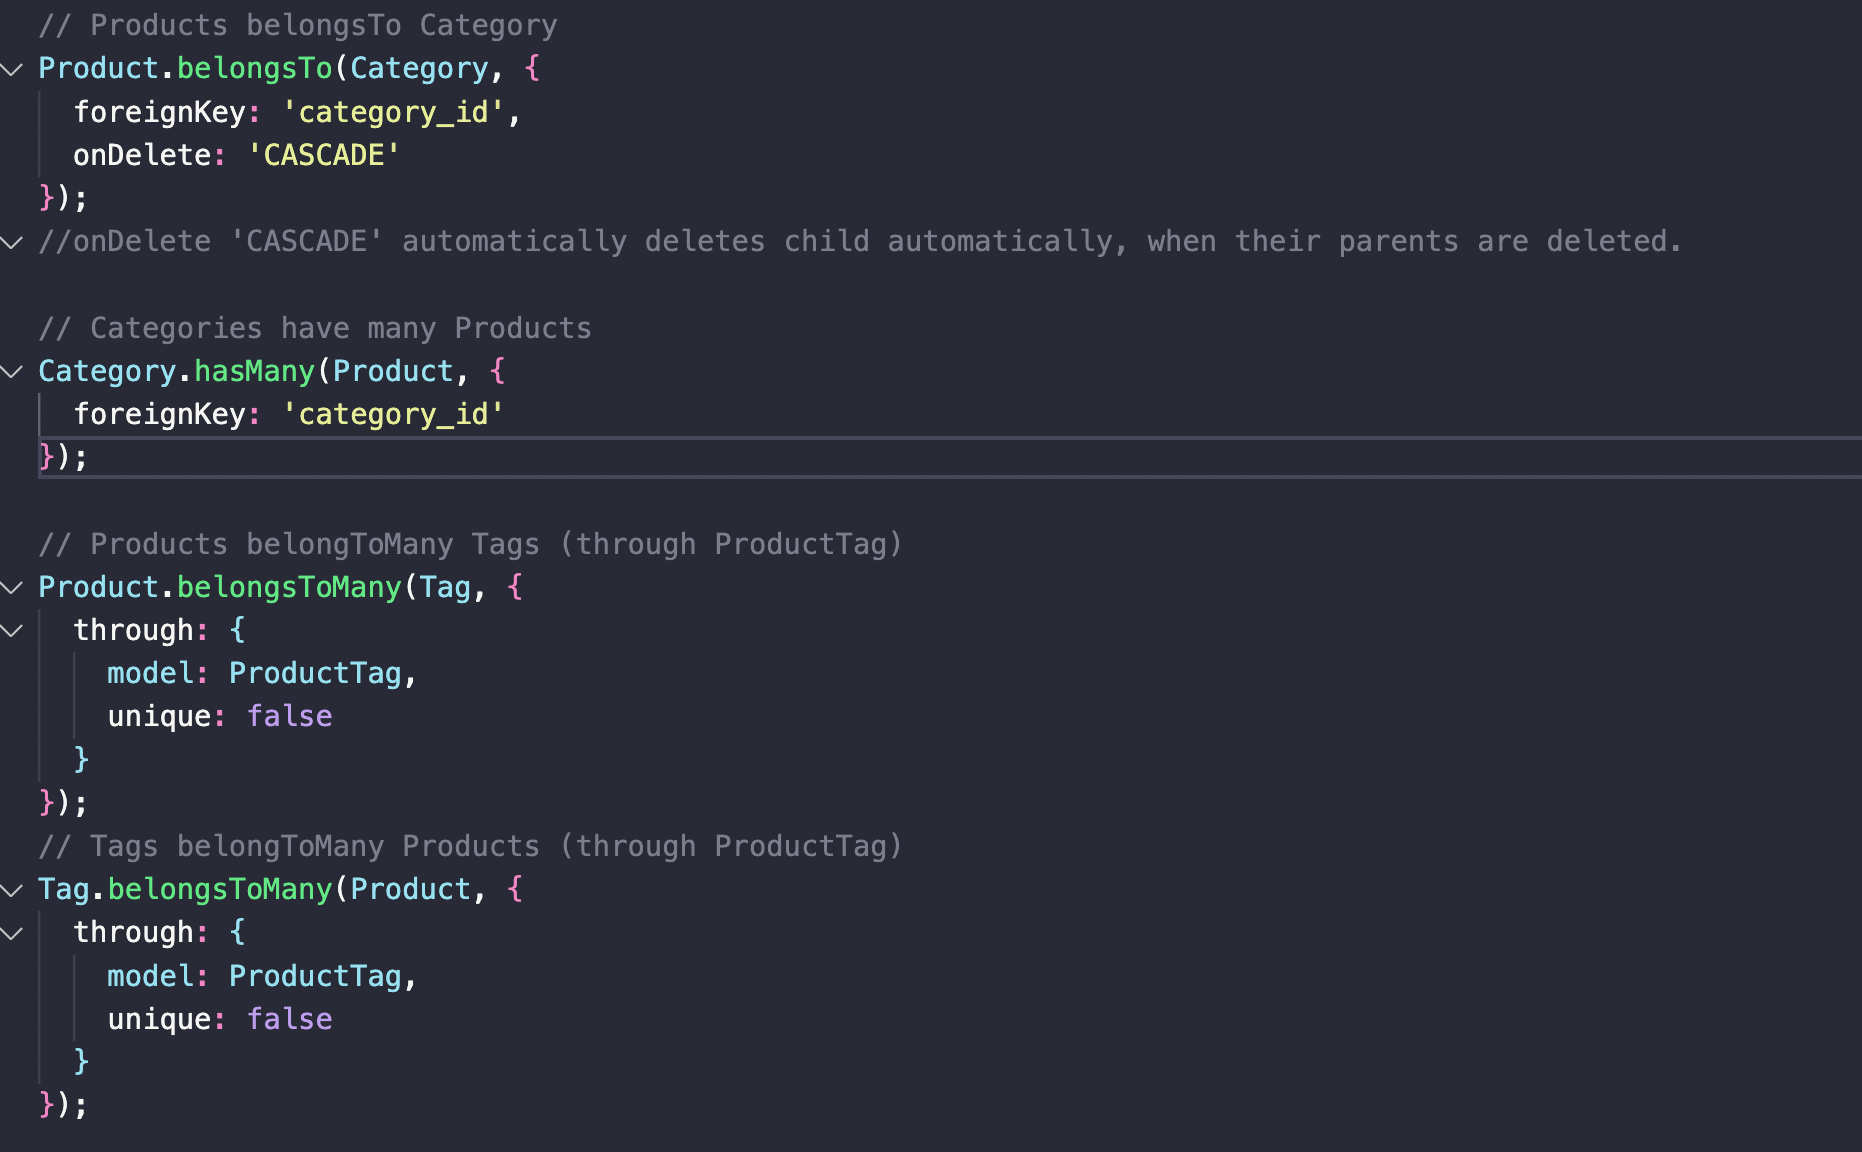 // Products belongsTo Category
Product.belongsTo(Category, {
  foreignKey: 'category_id',
  onDelete: 'CASCADE'
});
//onDelete 'CASCADE' automatically deletes child automatically, when their parents are deleted.

// Categories have many Products
Category.hasMany(Product, {
  foreignKey: 'category_id'
});

// Products belongToMany Tags (through ProductTag)
Product.belongsToMany(Tag, {
  through: {
    model: ProductTag,
    unique: false
  }
});
// Tags belongToMany Products (through ProductTag)
Tag.belongsToMany(Product, {
  through: {
    model: ProductTag,
    unique: false
  }
});